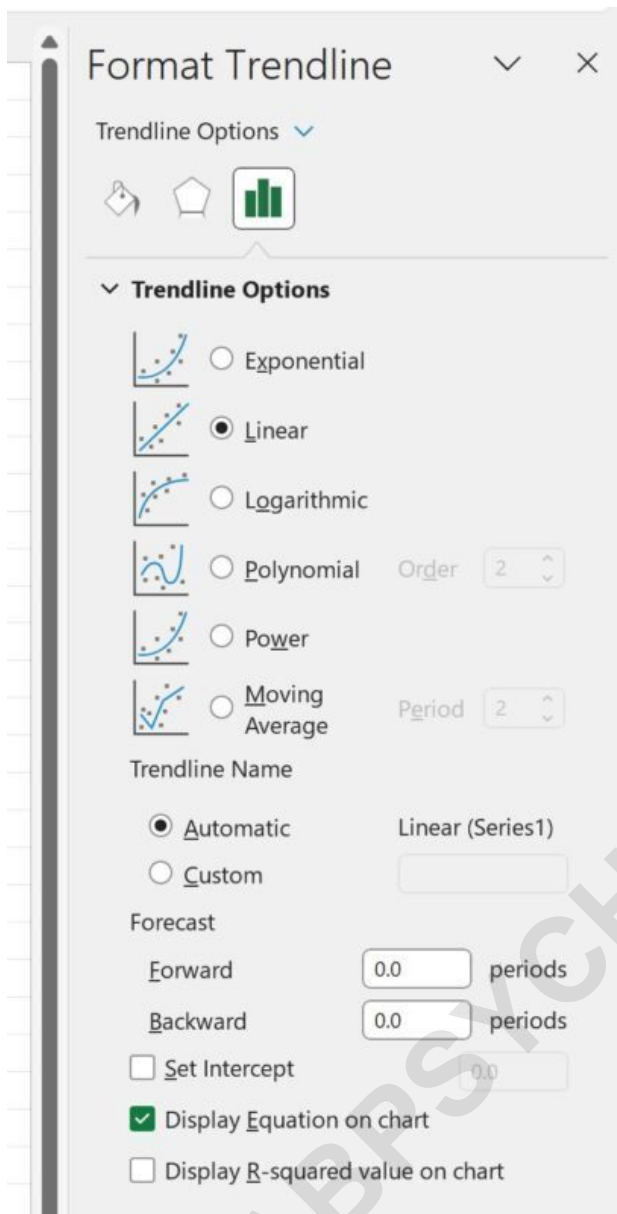 Format Trendline
Trendline Options
Trendline Options
Exponential
Linear
Logarithmic
Polynomial Order 2
Power
Moving
Average
Period 2
Trendline Name
Automatic Linear (Series1)
Custom
Forecast
Forward 0.0 periods
Backward 0.0 periods
Set Intercept 0.0
Display Equation on chart
Display R-squared value on chart